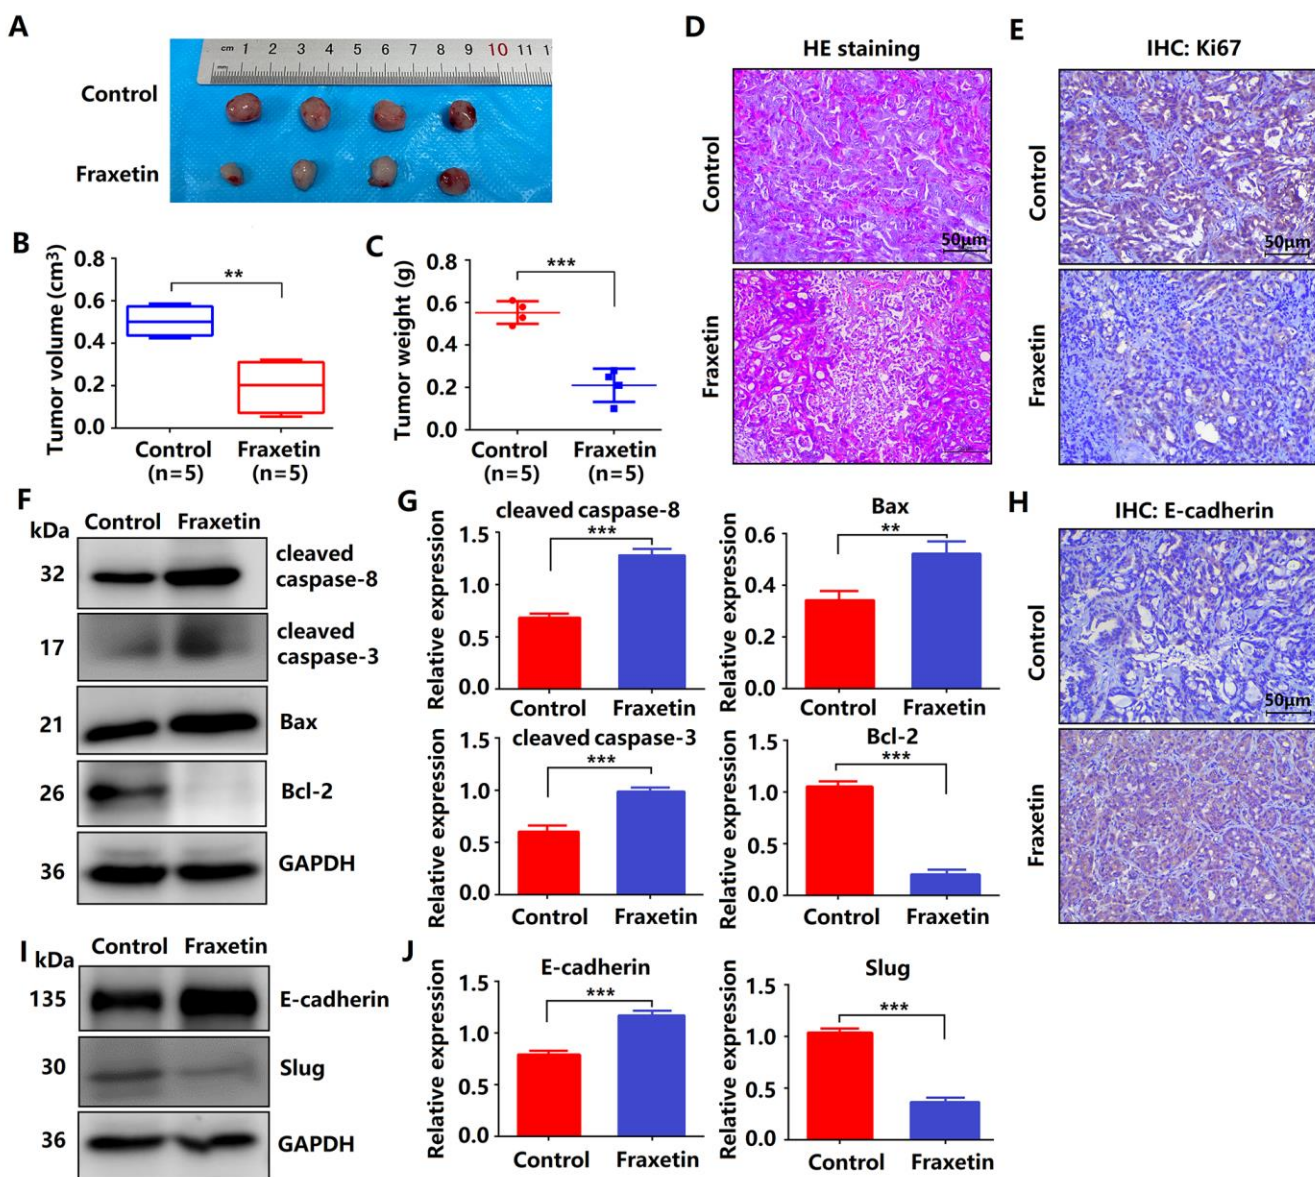 A
cm 1 2 3 4 5 6 7 8 9 10 11 1
Control
Fraxetin
B
Tumor volume (cm³)
0.8
0.6
0.4
0.2
0.0
**
Control
(n=5)
Fraxetin
(n=5)
C
Tumor weight (g)
0.8
0.6
0.4
0.2
0.0
***
Control
(n=5)
Fraxetin
(n=5)
D
HE staining
Control
50μm
Fraxetin
E
IHC: Ki67
Control
50μm
Fraxetin
F
kDa
Control Fraxetin
32
cleaved
caspase-8
17
cleaved
caspase-3
21
Bax
26
Bcl-2
36
GAPDH
G
cleaved caspase-8
Relative expression
1.5
1.0
0.5
0.0
***
Control Fraxetin
Bax
Relative expression
0.6
0.4
0.2
0.0
**
Control Fraxetin
cleaved caspase-3
Relative expression
1.5
1.0
0.5
0.0
***
Control Fraxetin
Bcl-2
Relative expression
1.5
1.0
0.5
0.0
***
Control Fraxetin
H
IHC: E-cadherin
Control
50μm
Fraxetin
I
kDa
Control Fraxetin
135
E-cadherin
30
Slug
36
GAPDH
J
E-cadherin
Relative expression
1.5
1.0
0.5
0.0
***
Control Fraxetin
Slug
Relative expression
1.5
1.0
0.5
0.0
***
Control Fraxetin